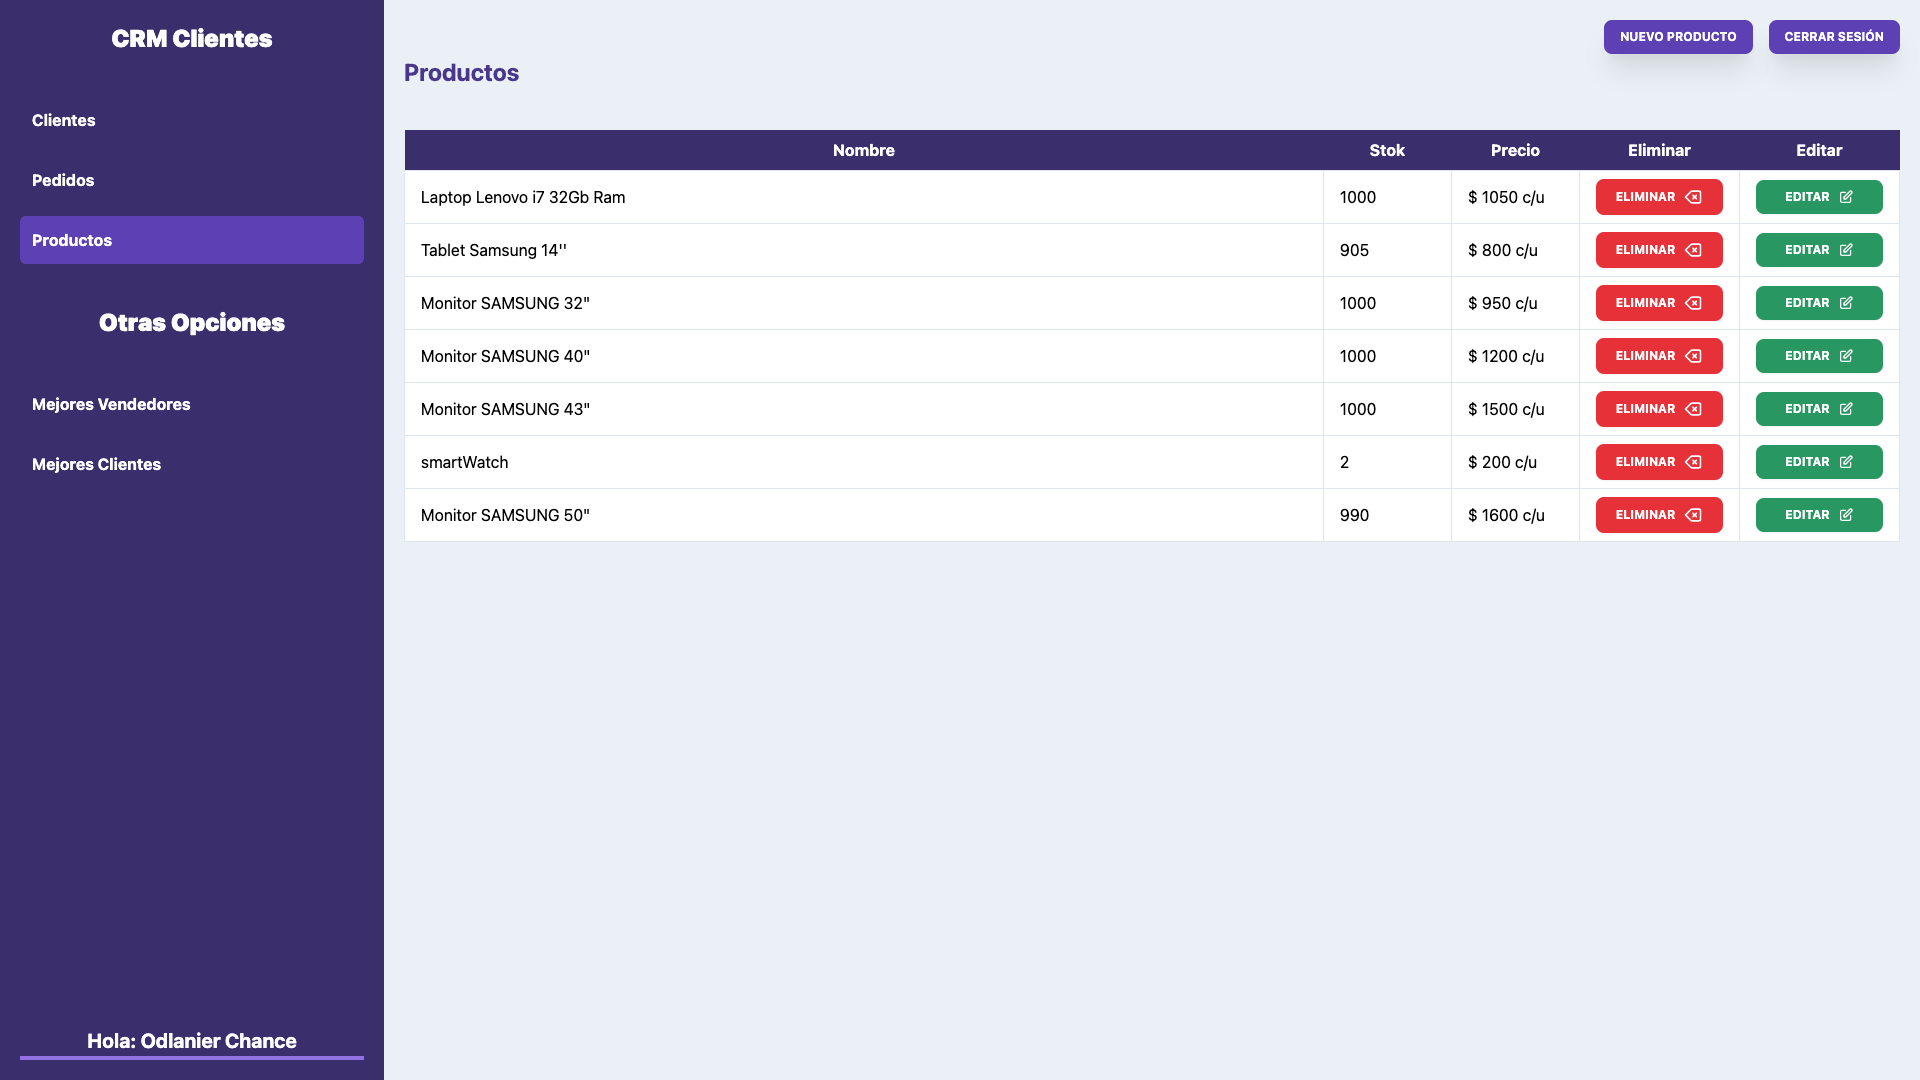 CRM Clientes
Clientes
Pedidos
Productos
Otras Opciones
Mejores Vendedores
Mejores Clientes
Hola: Odlanier Chance
NUEVO PRODUCTO CERRAR SESIÓN
Productos
Nombre Stok Precio Eliminar Editar
Laptop Lenovo i7 32Gb Ram 1000 $ 1050 c/u ELIMINAR EDITAR
Tablet Samsung 14'' 905 $ 800 c/u ELIMINAR EDITAR
Monitor SAMSUNG 32" 1000 $ 950 c/u ELIMINAR EDITAR
Monitor SAMSUNG 40" 1000 $ 1200 c/u ELIMINAR EDITAR
Monitor SAMSUNG 43" 1000 $ 1500 c/u ELIMINAR EDITAR
smartWatch 2 $ 200 c/u ELIMINAR EDITAR
Monitor SAMSUNG 50" 990 $ 1600 c/u ELIMINAR EDITAR